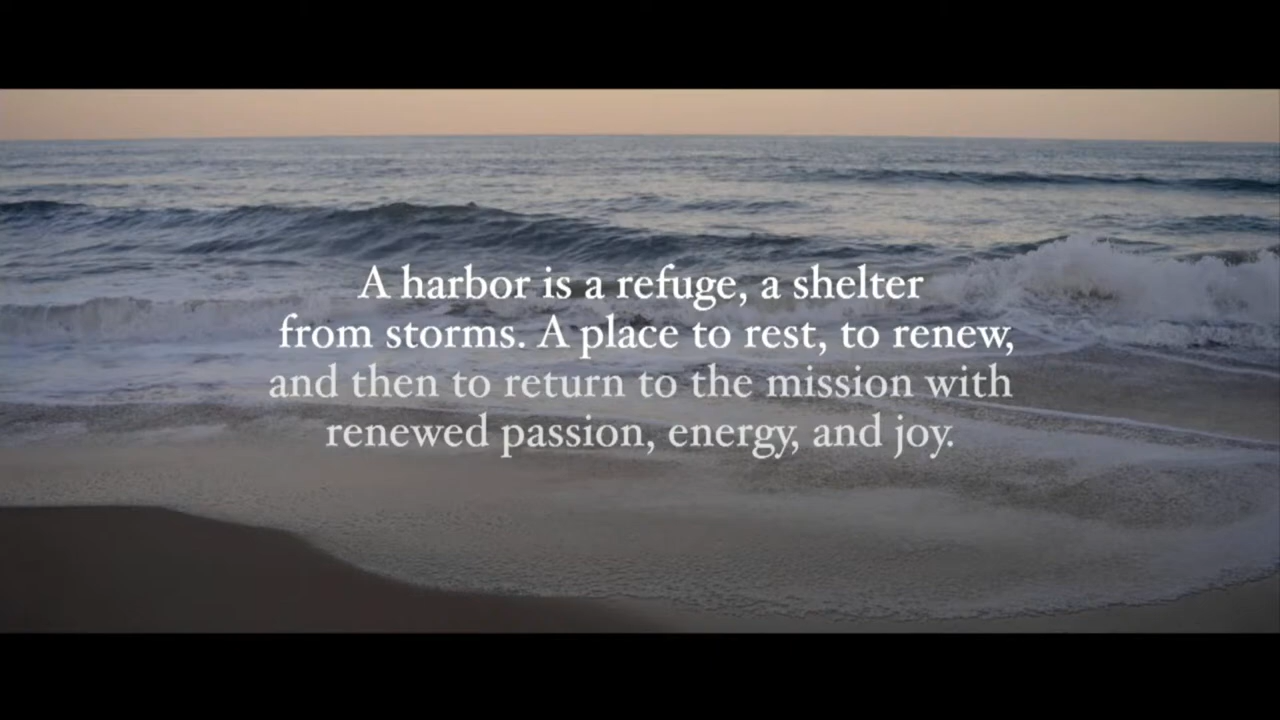 A harbor is a refuge, a shelter
from storms. A place to rest, to renew,
and then to return to the mission with
renewed passion, energy, and joy.